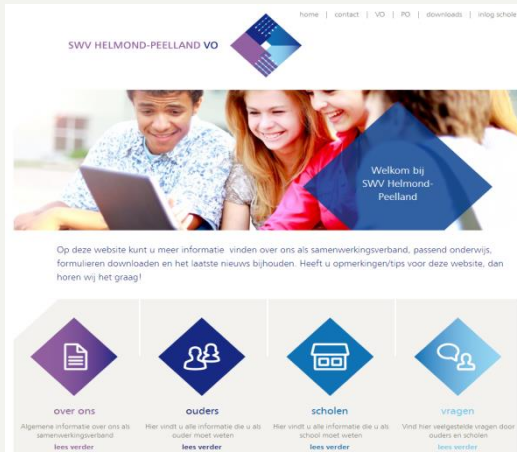 home | contact | VO | PO | downloads | inlog schole
SWV HELMOND-PEELLAND VO
Welkom bij
SWV Helmond-
Peelland
Op deze website kunt u meer informatie vinden over ons als samenwerkingsverband, passend onderwijs,
formulieren downloaden en het laatste nieuws bijhouden. Heeft u opmerkingen/tips voor deze website, dan
horen wij het graag!
over ons
Algemene informatie over ons als
samenwerkingsverband
lees verder
ouders
Hier vindt u alle informatie die u als
ouder moet weten
lees verder
scholen
Hier vindt u alle informatie die u als
school moet weten
lees verder
vragen
Vind hier veelgestelde vragen door
ouders en scholen
lees verder